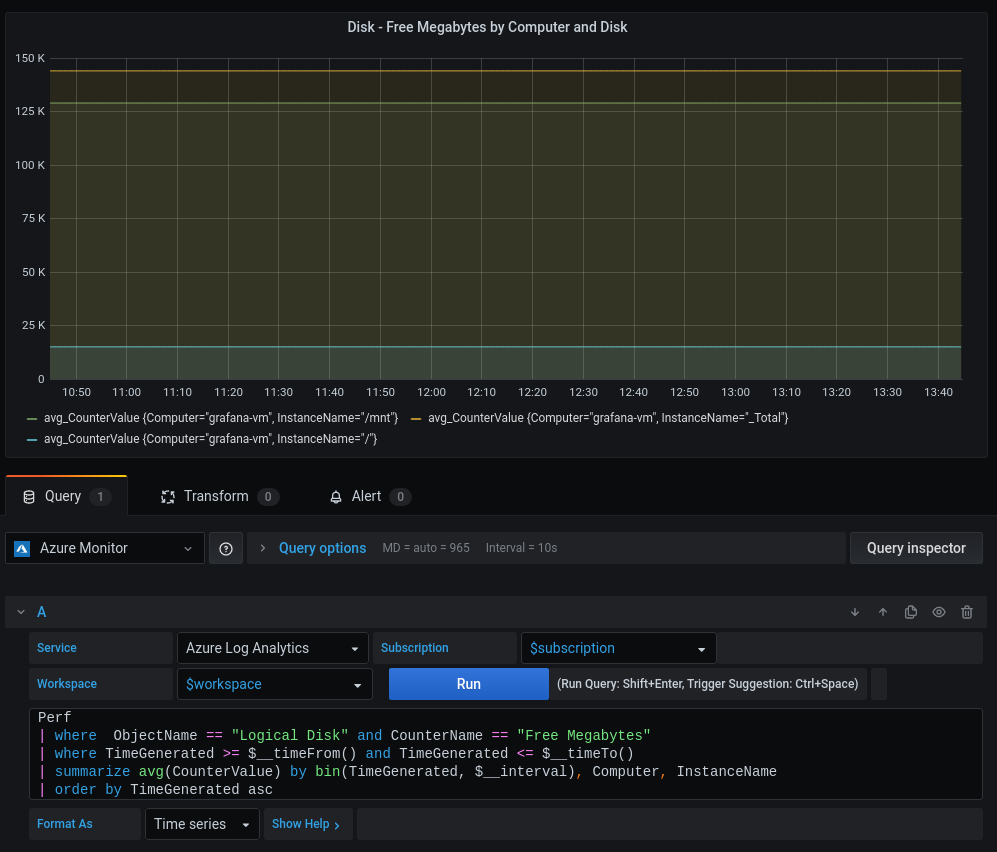 Disk - Free Megabytes by Computer and Disk
150 K
125 K
100 K
75 K
50 K
25 K
0
10:50 11:00 11:10 11:20 11:30 11:40 11:50 12:00 12:10 12:20 12:30 12:40 12:50 13:00 13:10 13:20 13:30 13:40
avg_CounterValue {Computer="grafana-vm", InstanceName="/mnt"} avg_CounterValue {Computer="grafana-vm", InstanceName="_Total"}
avg_CounterValue {Computer="grafana-vm", InstanceName="/"}
Query 1 Transform 0 Alert 0
Azure Monitor Query options MD = auto = 965 Interval = 10s Query inspector
A
Service Azure Log Analytics Subscription $subscription
Workspace $workspace Run (Run Query: Shift+Enter, Trigger Suggestion: Ctrl+Space)
Perf
| where  ObjectName == "Logical Disk" and CounterName == "Free Megabytes"
| where TimeGenerated >= $__timeFrom() and TimeGenerated <= $__timeTo()
| summarize avg(CounterValue) by bin(TimeGenerated, $__interval), Computer, InstanceName
| order by TimeGenerated asc
Format As Time series Show Help